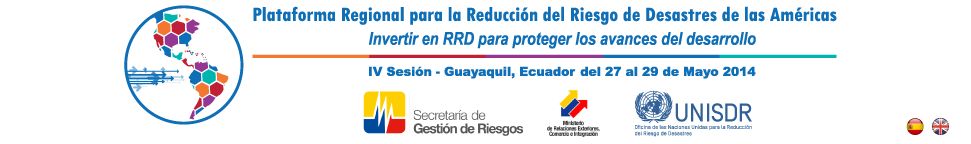 Plataforma Regional para la Reducción del Riesgo de Desastres de las Américas
Invertir en RRD para proteger los avances del desarrollo
IV Sesión - Guayaquil, Ecuador del 27 al 29 de Mayo 2014
Secretaría de
Gestión de Riesgos
Ministerio
de Relaciones Exteriores,
Comercio e Integración
UNISDR
Oficina de las Naciones Unidas para la Reducción
del Riesgo de Desastres